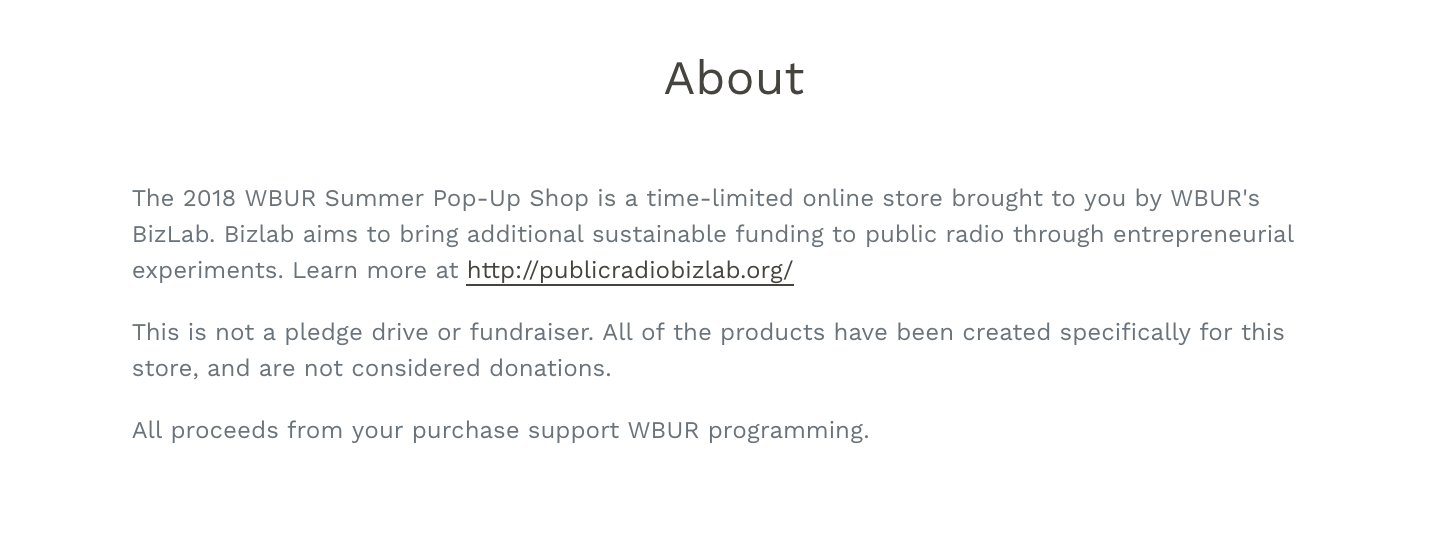 About
The 2018 WBUR Summer Pop-Up Shop is a time-limited online store brought to you by WBUR's
BizLab. Bizlab aims to bring additional sustainable funding to public radio through entrepreneurial
experiments. Learn more at http://publicradiobizlab.org/
This is not a pledge drive or fundraiser. All of the products have been created specifically for this
store, and are not considered donations.
All proceeds from your purchase support WBUR programming.